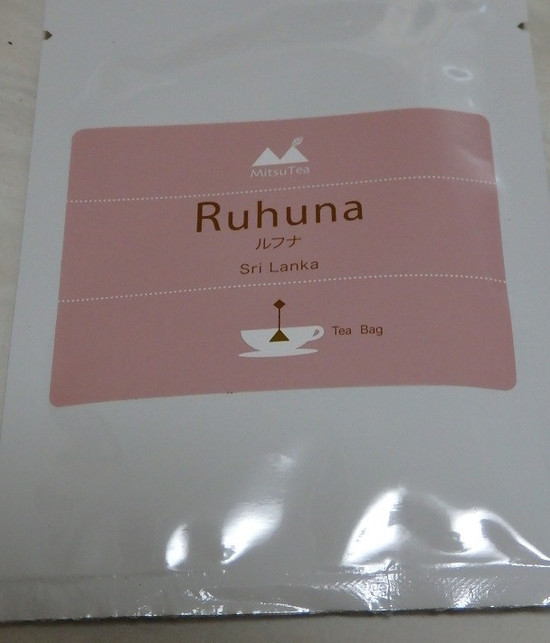 MitsuTea
Ruhuna
ルフナ
Sri Lanka
Tea Bag